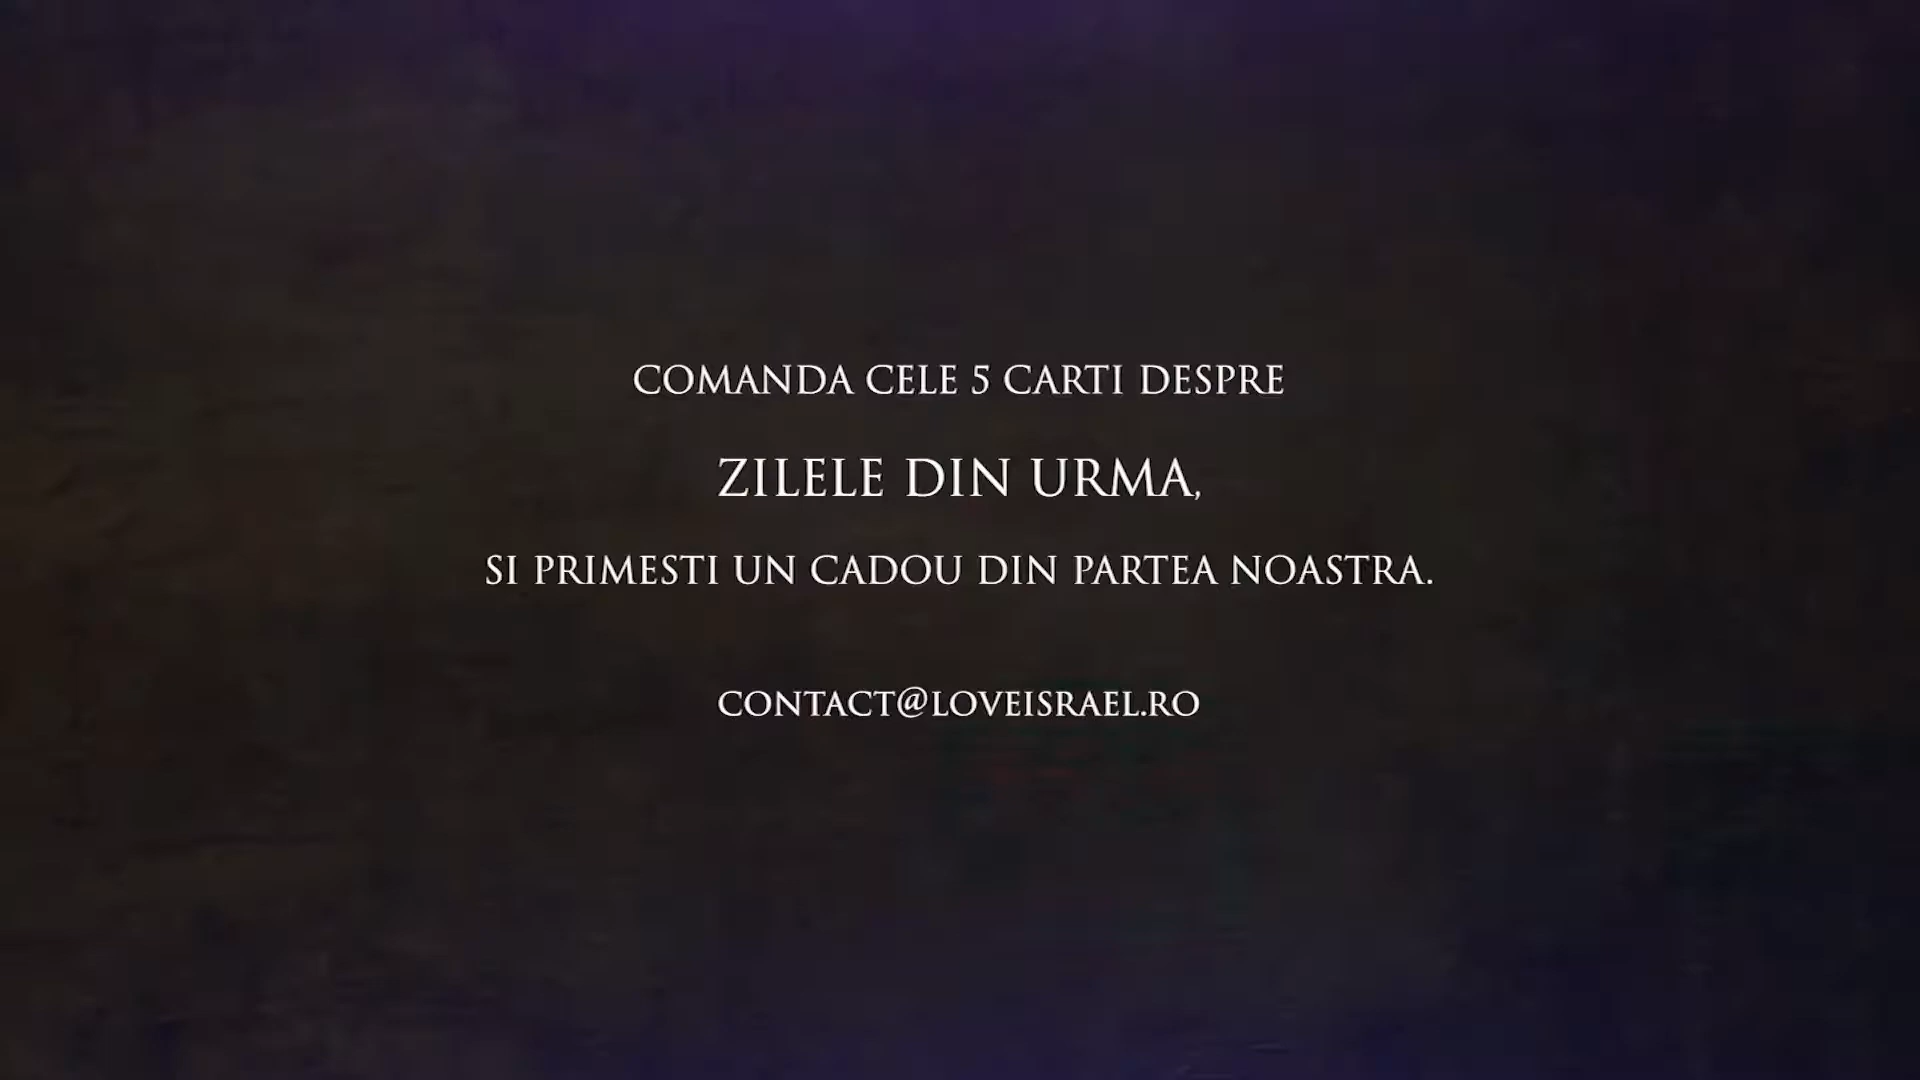 COMANDA CELE 5 CARTI DESPRE
ZILELE DIN URMA,
SI PRIMESTI UN CADOU DIN PARTEA NOASTRA.
CONTACT@LOVEISRAEL.RO